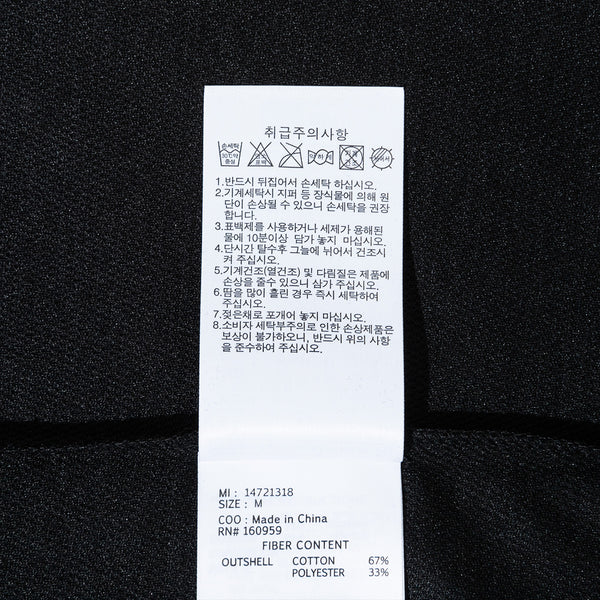 취급주의사항
손세탁
30℃약
중성
염소
표백
약하게
드라이
1.반드시 뒤집어서 손세탁 하십시오.
2.기계세탁시 지퍼 등 장식물에 의해 원
단이 손상될 수 있으니 손세탁을 권장
합니다.
3.표백제를 사용하거나 세제가 용해된
물에 10분이상 담가 놓지 마십시오.
4.단시간 탈수후 그늘에 뉘어서 건조시
켜 주십시오.
5.기계건조(열건조) 및 다림질은 제품에
손상을 줄수 있으니 삼가 주십시오.
6.땀을 많이 흘린 경우 즉시 세탁하여
주십시오.
7.젖은채로 포개어 놓지 마십시오.
8.소비자 세탁부주의로 인한 손상제품은
보상이 불가하오니, 반드시 위의 사항
을 준수하여 주십시오.
MI : 14721318
SIZE : M
COO : Made in China
RN# 160959
FIBER CONTENT
OUTSHELL COTTON 67%
POLYESTER 33%